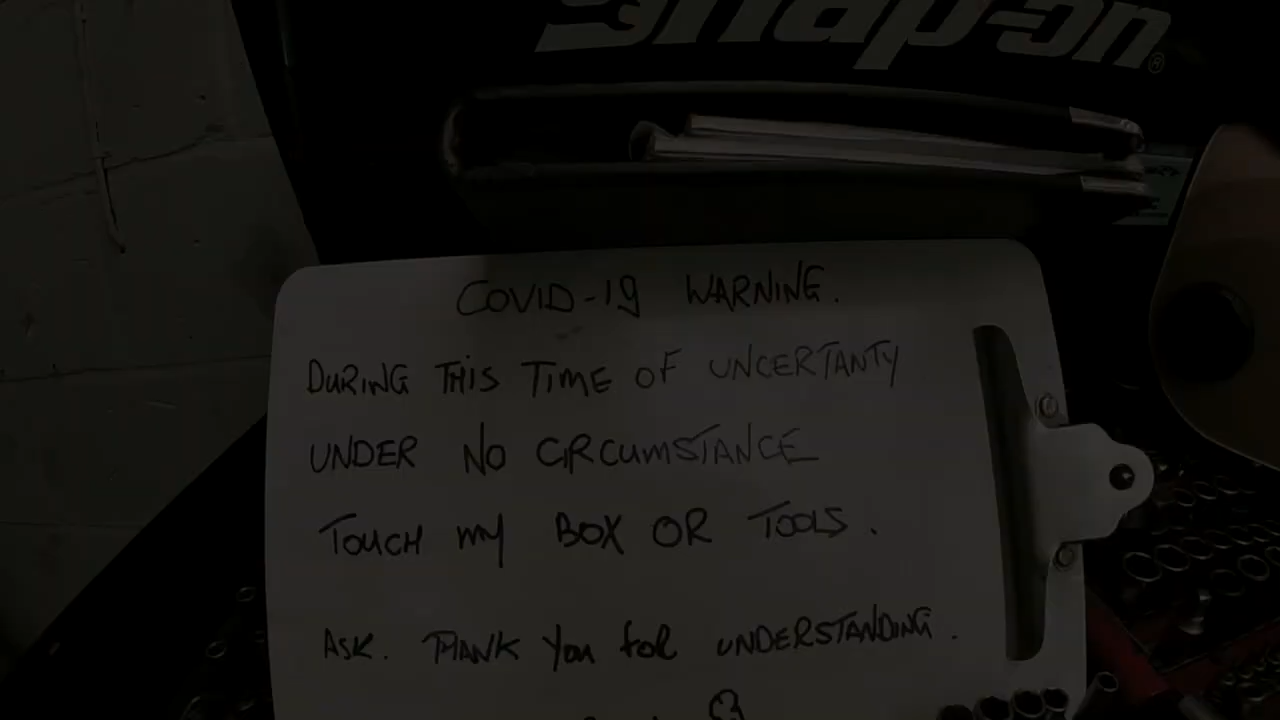 Snap-on®
COVID-19 WARNING.
DURING THIS TIME OF UNCERTANTY
UNDER NO CIRCUMSTANCE
TOUCH MY BOX OR TOOLS.
ASK. THANK YOU FOR UNDERSTANDING.